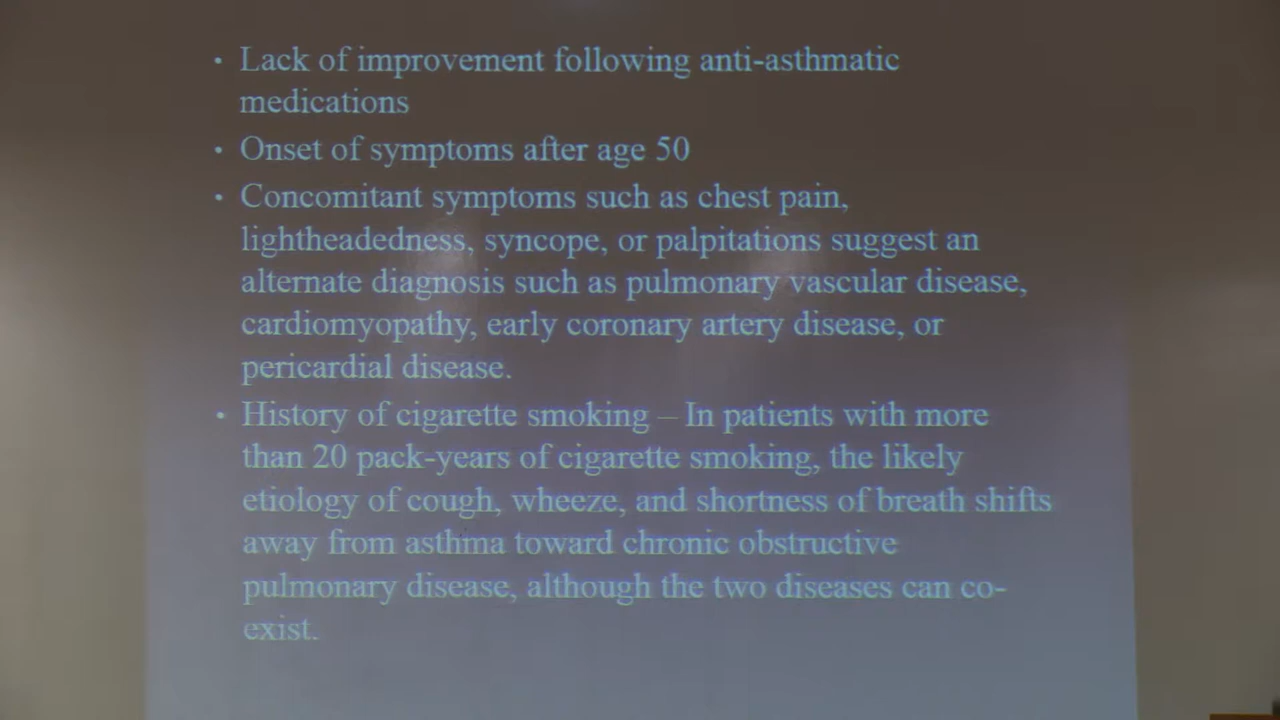 • Lack of improvement following anti-asthmatic
medications
• Onset of symptoms after age 50
• Concomitant symptoms such as chest pain,
lightheadedness, syncope, or palpitations suggest an
alternate diagnosis such as pulmonary vascular disease,
cardiomyopathy, early coronary artery disease, or
pericardial disease.
• History of cigarette smoking – In patients with more
than 20 pack-years of cigarette smoking, the likely
etiology of cough, wheeze, and shortness of breath shifts
away from asthma toward chronic obstructive
pulmonary disease, although the two diseases can co-
exist.